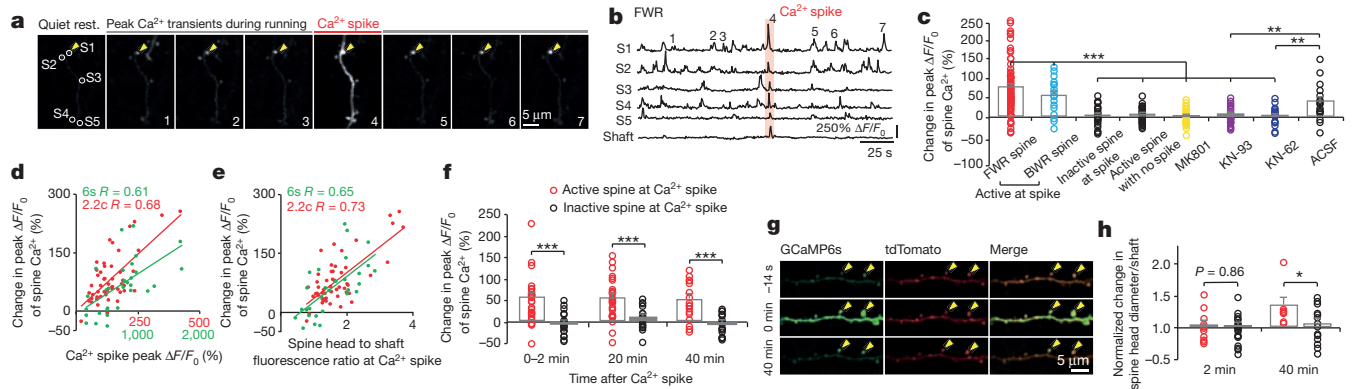 a
Quiet rest. Peak Ca²⁺ transients during running Ca²⁺ spike
S1
S2
S3
S4
S5
1 2 3 4 5 6 7
5 μm
b
FWR Ca²⁺ spike
1 2 3 4 5 6 7
S1
S2
S3
S4
S5
Shaft
250% ΔF/F₀
25 s
c
Change in peak ΔF/F₀
of spine Ca²⁺ (%)
250
200
150
100
50
0
−50
−100
***
**
**
FWR spine
BWR spine
Active at spike
Inactive spine
at spike
Active spine
with no spike
MK801
KN-93
KN-62
ACSF
d
6s R = 0.61
2.2c R = 0.68
Change in peak ΔF/F₀
of spine Ca²⁺ (%)
300
150
0
−50
250 500
1,000 2,000
Ca²⁺ spike peak ΔF/F₀ (%)
e
6s R = 0.65
2.2c R = 0.73
Change in peak ΔF/F₀
of spine Ca²⁺ (%)
300
150
0
−50
0 2 4
Spine head to shaft
fluorescence ratio at Ca²⁺ spike
f
Active spine at Ca²⁺ spike
Inactive spine at Ca²⁺ spike
Change in peak ΔF/F₀
of spine Ca²⁺ (%)
250
200
150
100
50
0
−50
*** *** ***
0–2 min 20 min 40 min
Time after Ca²⁺ spike
g
GCaMP6s tdTomato Merge
−14 s
0 min
40 min
5 μm
h
Normalized change in
spine head diameter/shaft
2.0
1.5
1.0
−0.5
P = 0.86
*
2 min 40 min